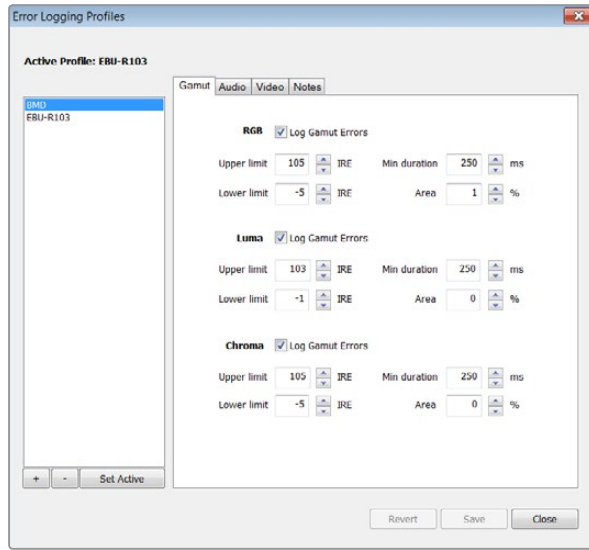 Error Logging Profiles
Active Profile: EBU-R103
Gamut Audio Video Notes
BMD
EBU-R103
RGB Log Gamut Errors
Upper limit 105 IRE Min duration 250 ms
Lower limit -5 IRE Area 1 %
Luma Log Gamut Errors
Upper limit 103 IRE Min duration 250 ms
Lower limit -1 IRE Area 0 %
Chroma Log Gamut Errors
Upper limit 105 IRE Min duration 250 ms
Lower limit -5 IRE Area 0 %
+ - Set Active
Revert Save Close